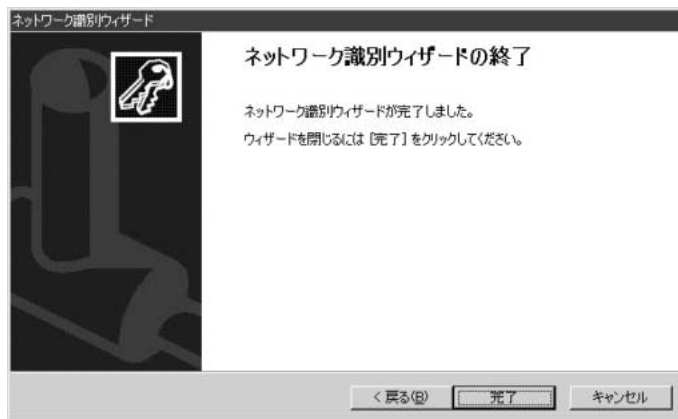 ネットワーク識別ウィザード
ネットワーク識別ウィザードの終了
ネットワーク識別ウィザードが完了しました。
ウィザードを閉じるには [完了] をクリックしてください。
< 戻る(B)
完了
キャンセル